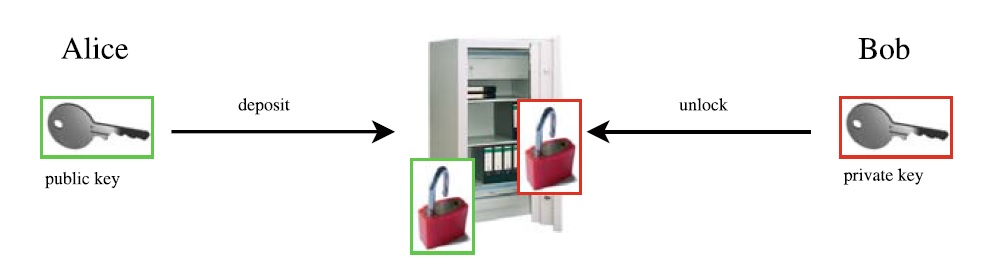 Alice
Bob
deposit
unlock
public key
private key